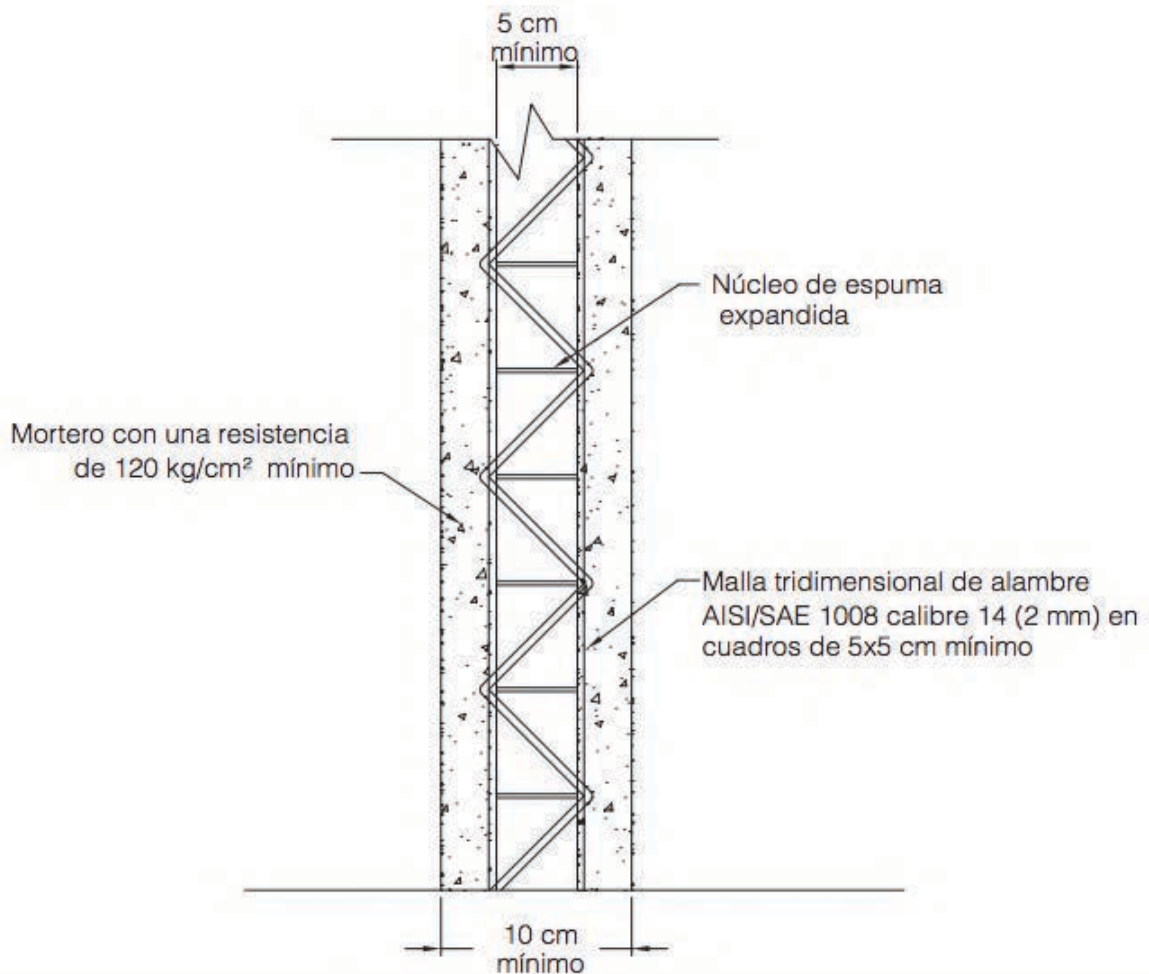 5 cm
mínimo
Núcleo de espuma
expandida
Mortero con una resistencia
de 120 kg/cm² mínimo
Malla tridimensional de alambre
AISI/SAE 1008 calibre 14 (2 mm) en
cuadros de 5x5 cm mínimo
10 cm
mínimo